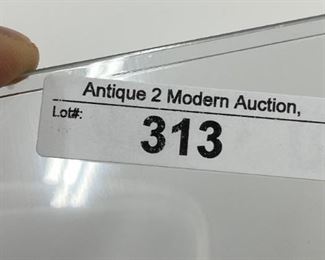 Antique 2 Modern Auction,
Lot#: 313